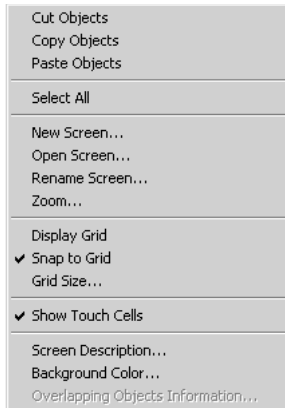 Cut Objects
Copy Objects
Paste Objects
Select All
New Screen...
Open Screen...
Rename Screen...
Zoom...
Display Grid
Snap to Grid
Grid Size...
Show Touch Cells
Screen Description...
Background Color...
Overlapping Objects Information...